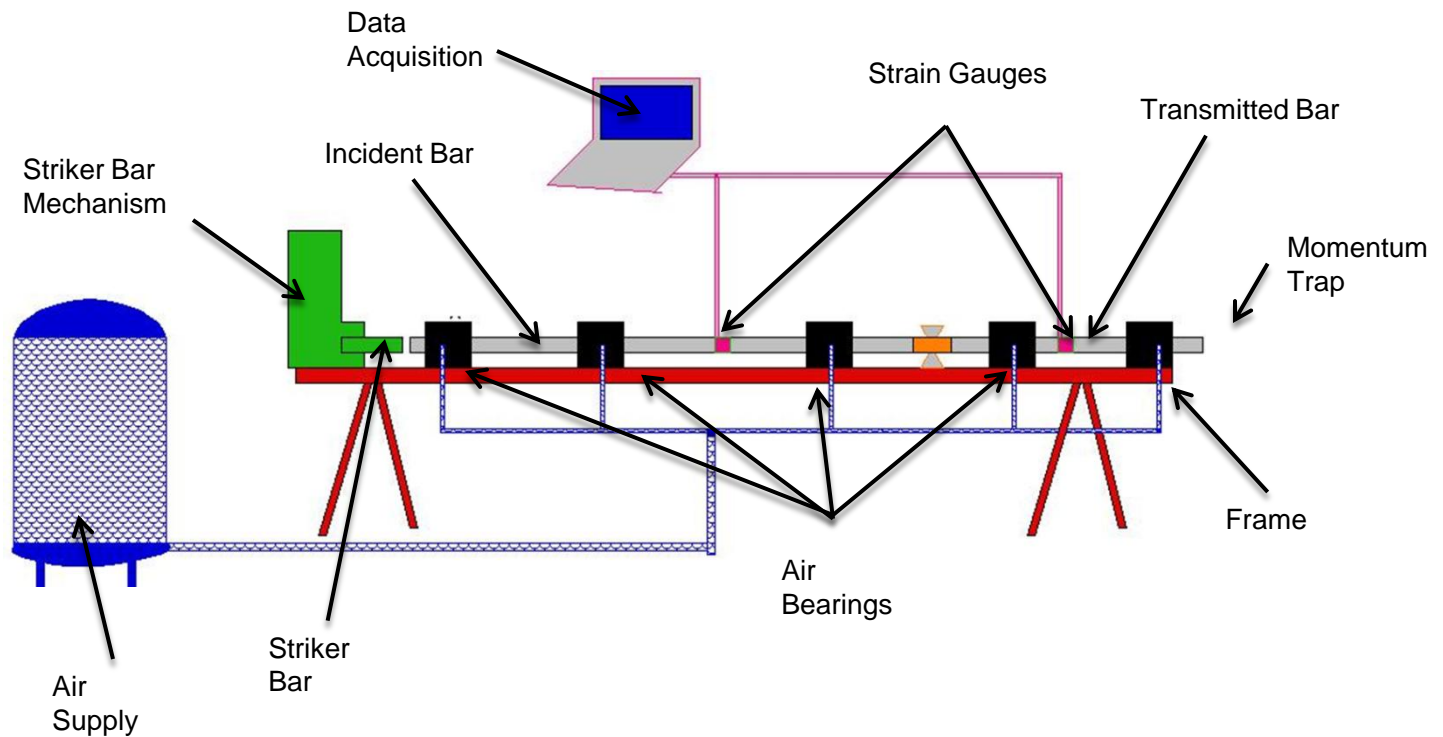 Data
Acquisition
Strain Gauges
Transmitted Bar
Incident Bar
Striker Bar
Mechanism
Momentum
Trap
Frame
Air
Bearings
Striker
Bar
Air
Supply